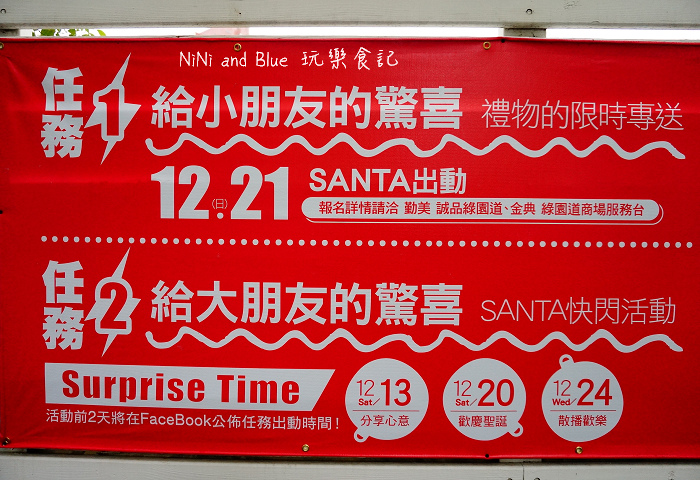 NiNi and Blue 玩樂食記
任務 1 給小朋友的驚喜 禮物的限時專送
12.21 (日) SANTA出動
報名詳情請洽 勤美 誠品綠園道、金典 綠園道商場服務台
任務 2 給大朋友的驚喜 SANTA快閃活動
Surprise Time
活動前2天將在FaceBook公佈任務出動時間！
12/13 Sat 分享心意
12/20 Sat 歡慶聖誕
12/24 Wed 散播歡樂